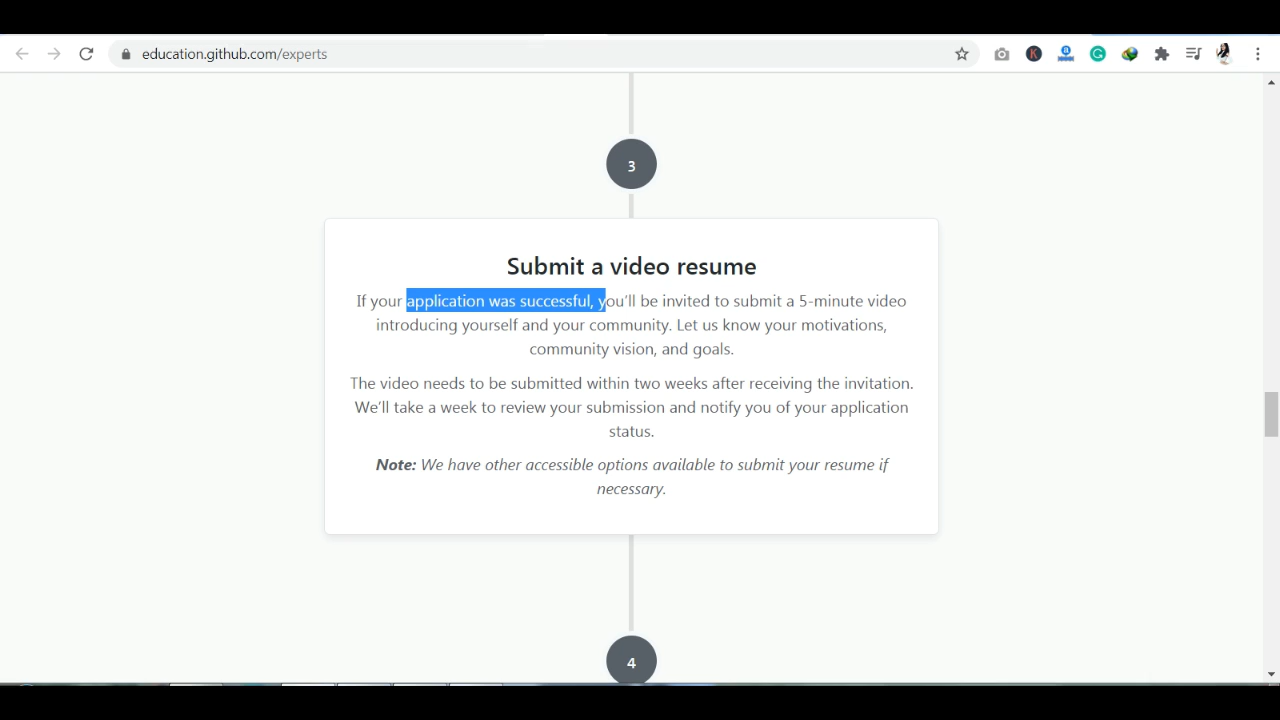 education.github.com/experts
3
Submit a video resume
If your application was successful, you'll be invited to submit a 5-minute video
introducing yourself and your community. Let us know your motivations,
community vision, and goals.
The video needs to be submitted within two weeks after receiving the invitation.
We'll take a week to review your submission and notify you of your application
status.
Note: We have other accessible options available to submit your resume if
necessary.
4